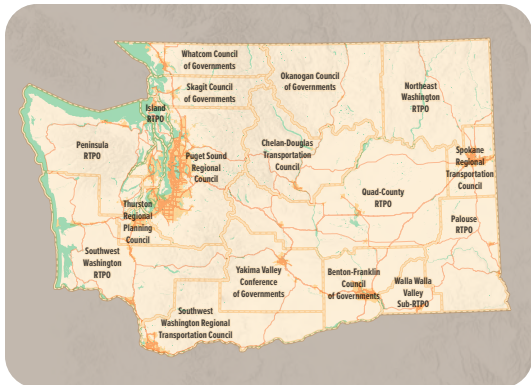 Whatcom Council
of Governments
Okanogan Council
of Governments
Skagit Council
of Governments
Northeast
Washington
RTPO
Island
RTPO
Peninsula
RTPO
Puget Sound
Regional
Council
Chelan-Douglas
Transportation
Council
Spokane
Regional
Transportation
Council
Quad-County
RTPO
Thurston
Regional
Planning
Council
Palouse
RTPO
Southwest
Washington
RTPO
Yakima Valley
Conference
of Governments
Benton-Franklin
Council
of Governments
Walla Walla
Valley
Sub-RTPO
Southwest
Washington Regional
Transportation Council